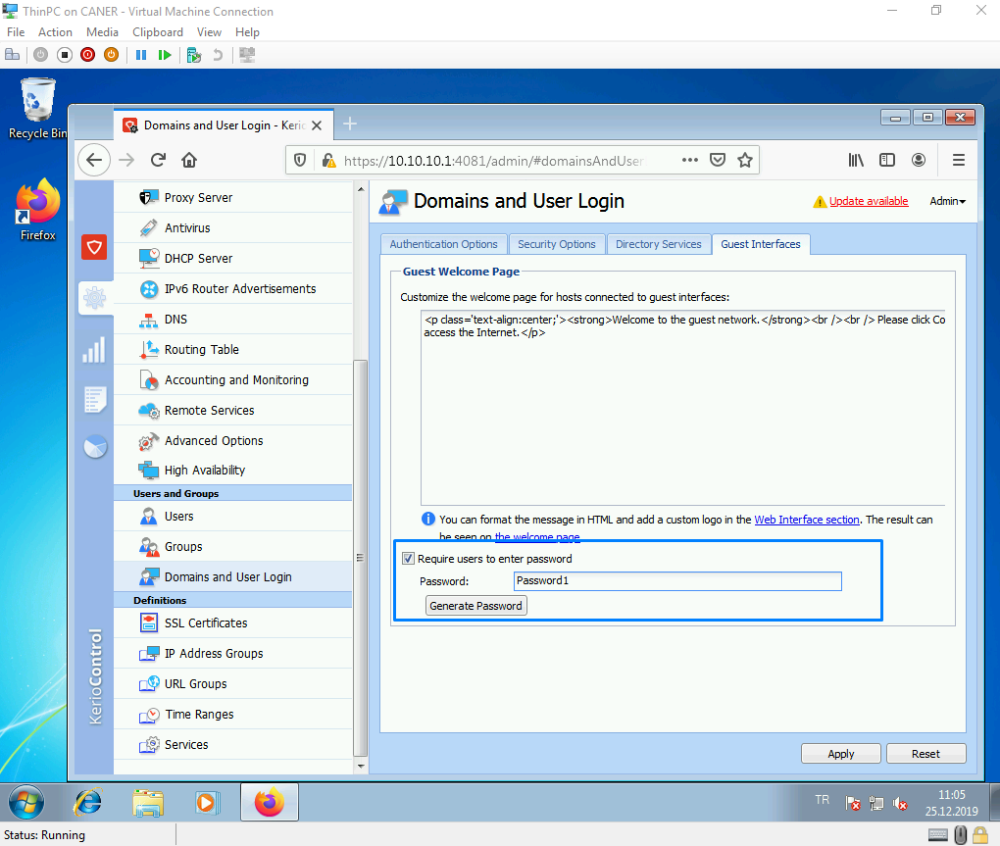 ThinPC on CANER - Virtual Machine Connection
File Action Media Clipboard View Help
Recycle Bin
Firefox
Domains and User Login - Kerio
https://10.10.10.1:4081/admin/#domainsAndUser
Proxy Server
Antivirus
DHCP Server
IPv6 Router Advertisements
DNS
Routing Table
Accounting and Monitoring
Remote Services
Advanced Options
High Availability
Users and Groups
Users
Groups
Domains and User Login
Definitions
SSL Certificates
IP Address Groups
URL Groups
Time Ranges
Services
KerioControl
Domains and User Login
Update available
Admin
Authentication Options Security Options Directory Services Guest Interfaces
Guest Welcome Page
Customize the welcome page for hosts connected to guest interfaces:
<p class='text-align:center;'><strong>Welcome to the guest network.</strong><br /><br /> Please click Co
access the Internet.</p>
You can format the message in HTML and add a custom logo in the Web Interface section. The result can
be seen on the welcome page
Require users to enter password
Password: Password1
Generate Password
Apply Reset
TR
11:05
25.12.2019
Status: Running